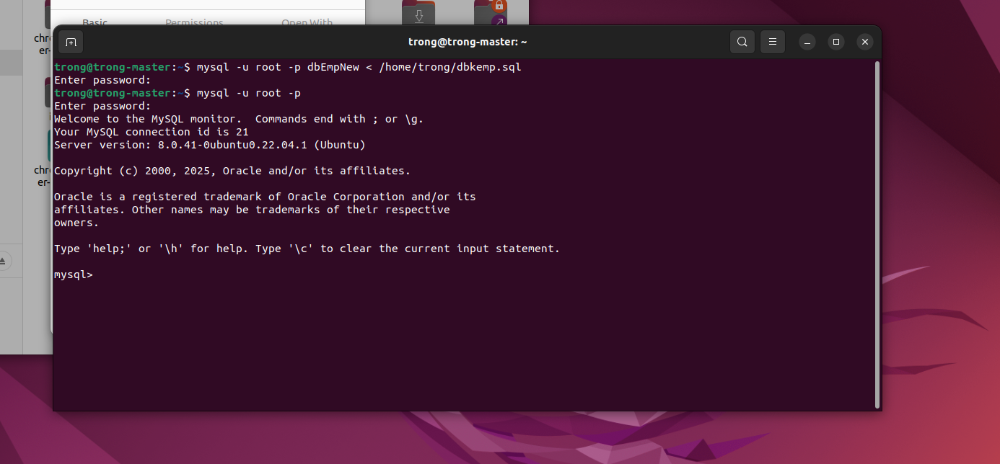 Basic Permissions Open With
chr
er-
trong@trong-master: ~
trong@trong-master:~$ mysql -u root -p dbEmpNew < /home/trong/dbkemp.sql
Enter password:
trong@trong-master:~$ mysql -u root -p
Enter password:
Welcome to the MySQL monitor.  Commands end with ; or \g.
Your MySQL connection id is 21
Server version: 8.0.41-0ubuntu0.22.04.1 (Ubuntu)
Copyright (c) 2000, 2025, Oracle and/or its affiliates.
Oracle is a registered trademark of Oracle Corporation and/or its
affiliates. Other names may be trademarks of their respective
owners.
Type 'help;' or '\h' for help. Type '\c' to clear the current input statement.
mysql>
chr
er-